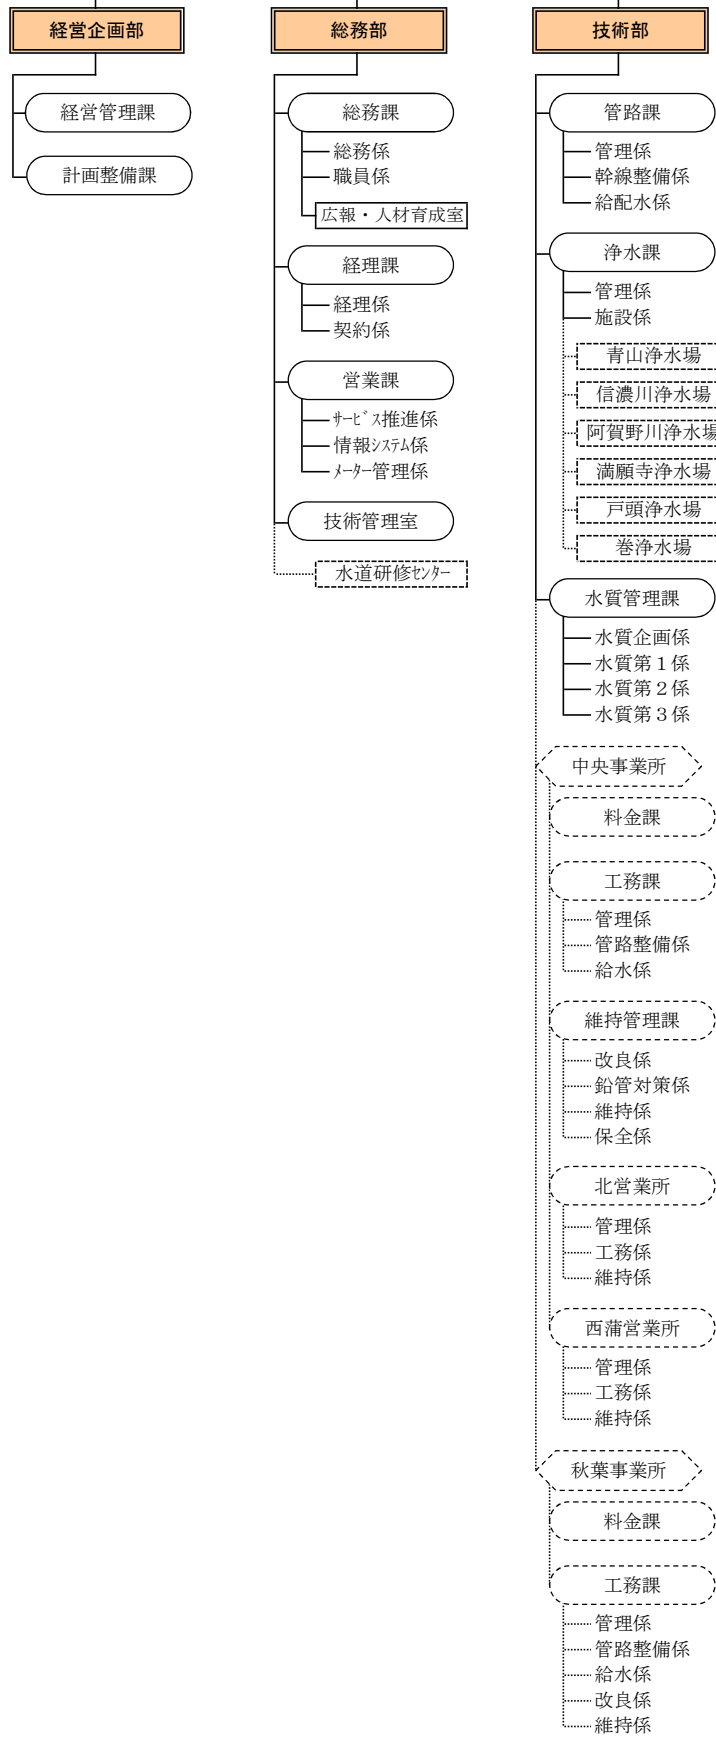 経営企画部
経営管理課
計画整備課
総務部
総務課
総務係
職員係
広報・人材育成室
経理課
経理係
契約係
営業課
ｻｰﾋﾞｽ推進係
情報ｼｽﾃﾑ係
ﾒｰﾀｰ管理係
技術管理室
水道研修ｾﾝﾀｰ
技術部
管路課
管理係
幹線整備係
給配水係
浄水課
管理係
施設係
青山浄水場
信濃川浄水場
阿賀野川浄水場
満願寺浄水場
戸頭浄水場
巻浄水場
水質管理課
水質企画係
水質第１係
水質第２係
水質第３係
中央事業所
料金課
工務課
管理係
管路整備係
給水係
維持管理課
改良係
鉛管対策係
維持係
保全係
北営業所
管理係
工務係
維持係
西蒲営業所
管理係
工務係
維持係
秋葉事業所
料金課
工務課
管理係
管路整備係
給水係
改良係
維持係